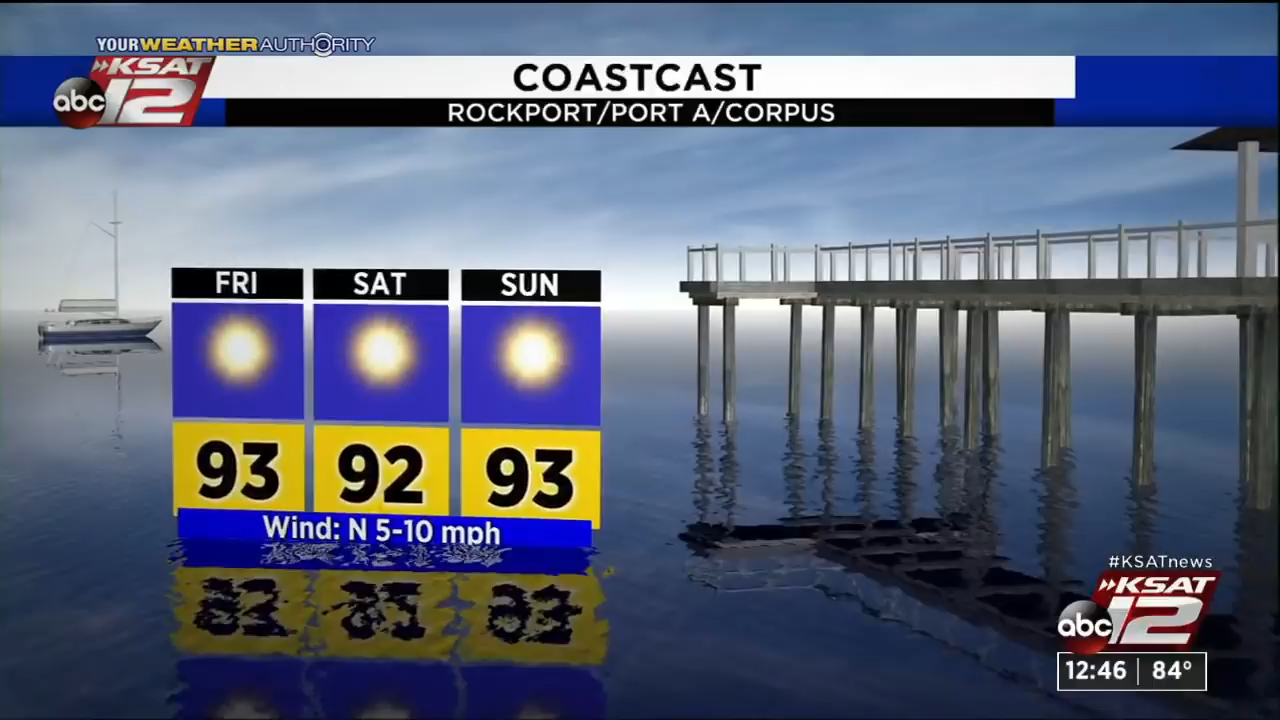 YOURWEATHERAUTHORITY
KSAT
abc 12
COASTCAST
ROCKPORT/PORT A/CORPUS
FRI SAT SUN
93 92 93
Wind: N 5-10 mph
#KSATnews
KSAT
abc 12
12:46 84°